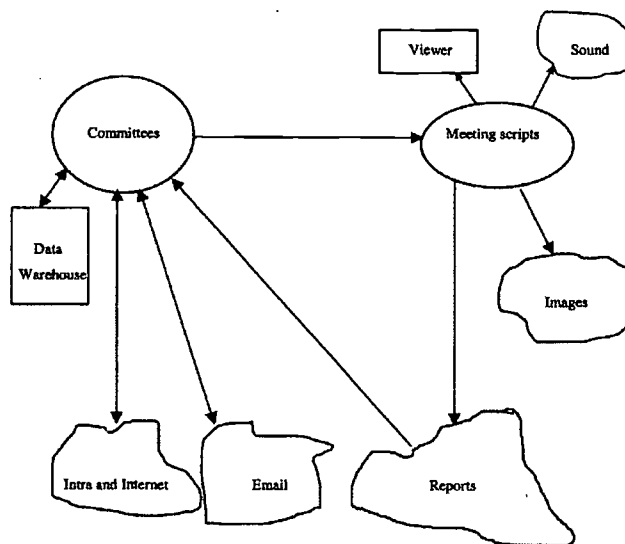 Viewer
Sound
Committees
Meeting scripts
Data
Warehouse
Images
Intra and Internet
Email
Reports